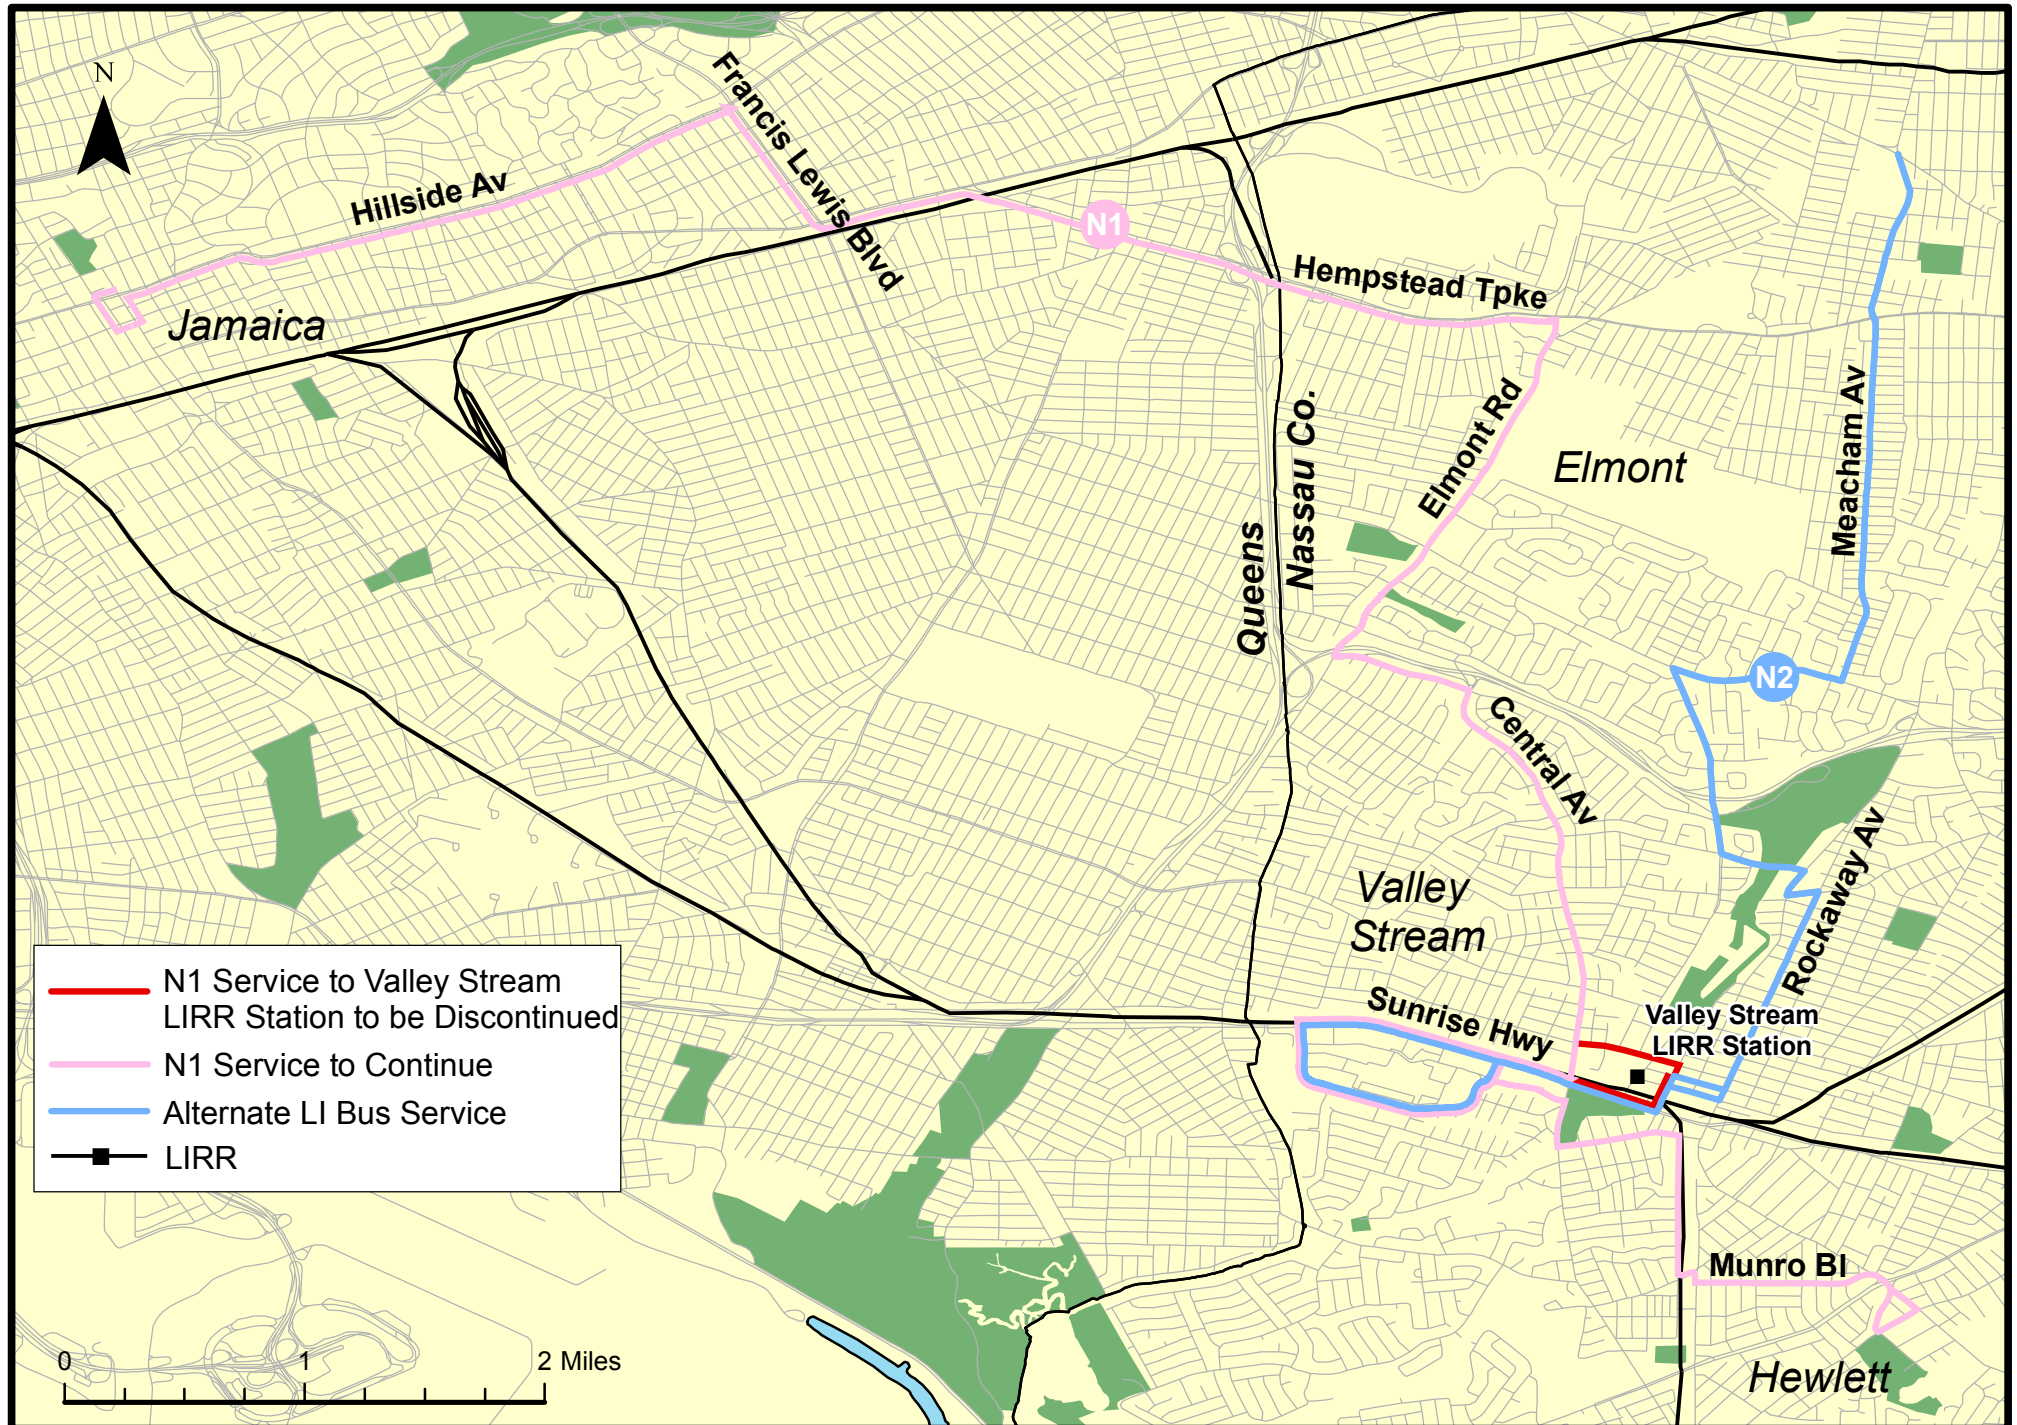 N
Francis Lewis Blvd
Hillside Av
N1
Hempstead Tpke
Jamaica
Elmont Rd
Elmont
Meacham Av
Queens
Nassau Co.
N2
Central Av
Rockaway Av
Valley
Stream
Sunrise Hwy
Valley Stream
LIRR Station
N1 Service to Valley Stream
LIRR Station to be Discontinued
N1 Service to Continue
Alternate LI Bus Service
LIRR
Munro Bl
Hewlett
0 1 2 Miles